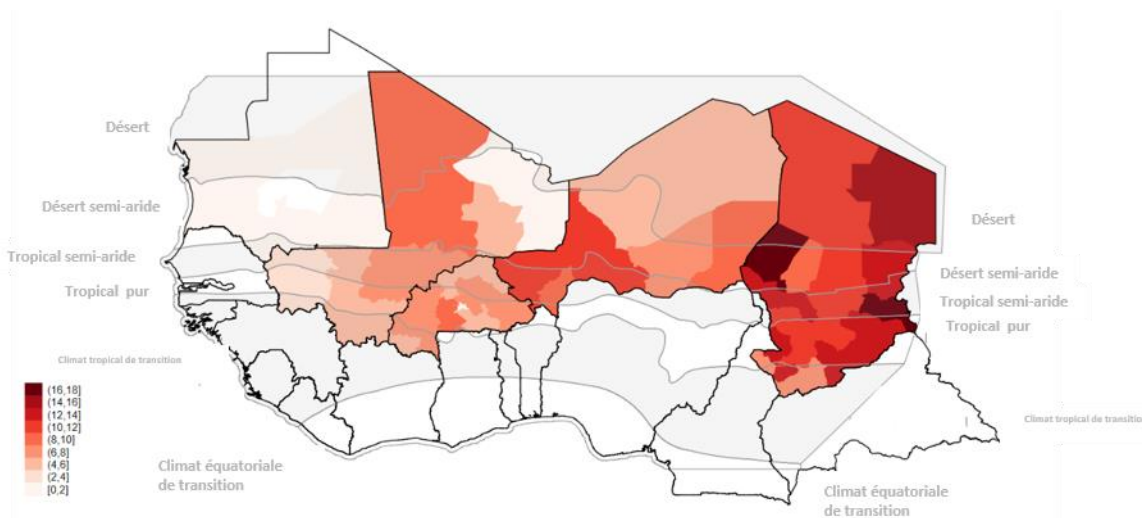 Désert
Désert semi-aride
Tropical semi-aride
Tropical pur
Climat tropical de transition
(16,18]
(14,16]
(12,14]
(10,12]
(8,10]
(6,8]
(4,6]
(2,4]
[0,2]
Climat équatoriale
de transition
Désert
Désert semi-aride
Tropical semi-aride
Tropical pur
Climat tropical de transition
Climat équatoriale
de transition